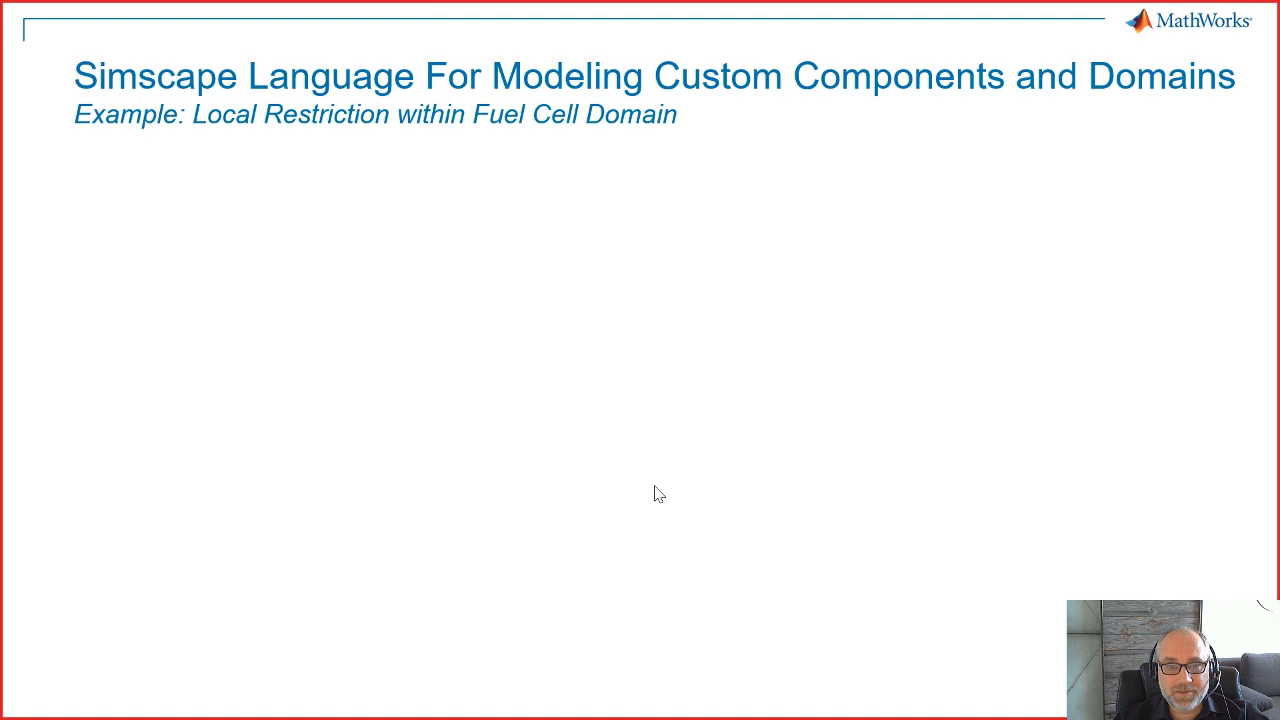 MathWorks
Simscape Language For Modeling Custom Components and Domains
Example: Local Restriction within Fuel Cell Domain